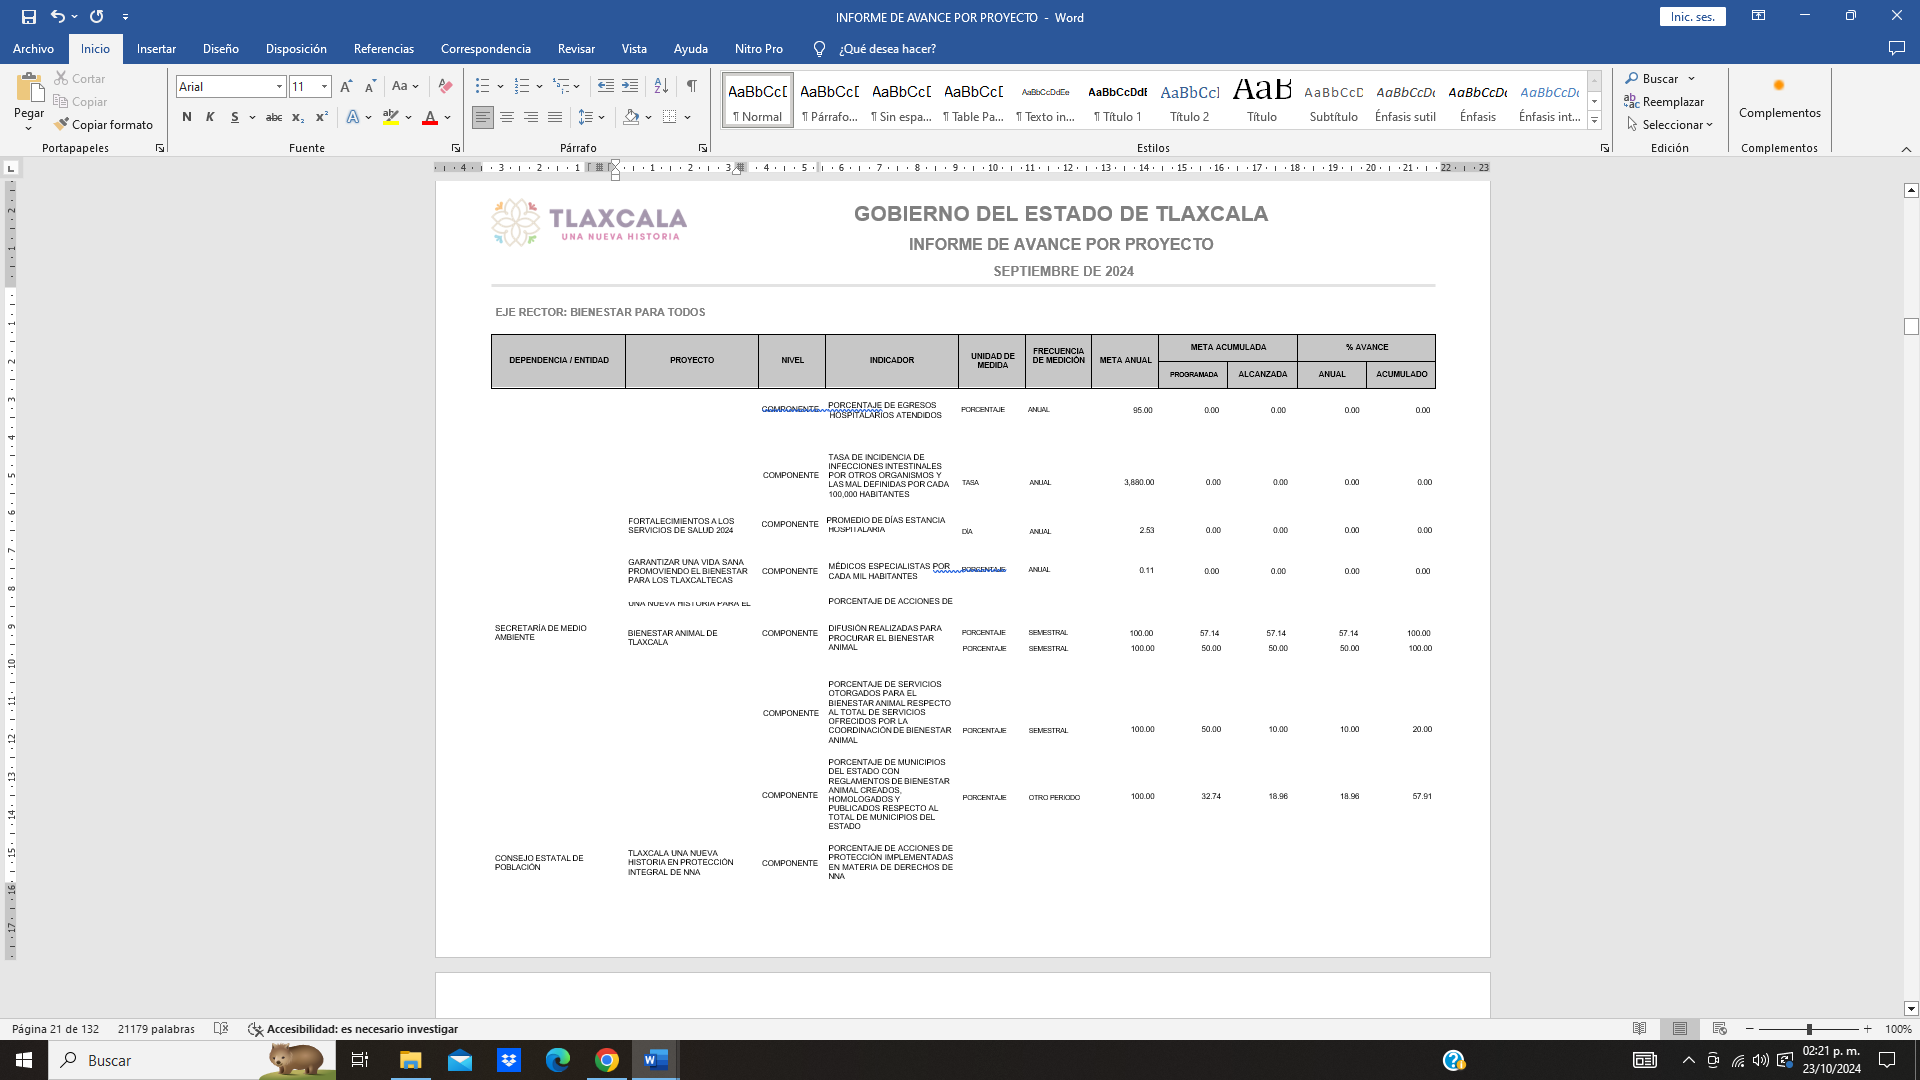 INFORME DE AVANCE POR PROYECTO - Word
Inic. ses.
Archivo Inicio Insertar Diseño Disposición Referencias Correspondencia Revisar Vista Ayuda Nitro Pro ¿Qué desea hacer?
Pegar
Cortar
Copiar
Copiar formato
Portapapeles
Arial 11
Fuente
Párrafo
AaBbCcD AaBbCcD AaBbCcD AaBbCcD AaBbCcDdEe AaBbCcDdE AaBbCcI AaB AaBbCcD AaBbCcDc AaBbCcDc AaBbCcDc
¶ Normal ¶ Párrafo... ¶ Sin espa... ¶ Table Pa... ¶ Texto in... ¶ Título 1 Título 2 Título Subtítulo Énfasis sutil Énfasis Énfasis int...
Estilos
Buscar
Reemplazar
Seleccionar
Edición
Complementos
Complementos
TLAXCALA
UNA NUEVA HISTORIA
GOBIERNO DEL ESTADO DE TLAXCALA
INFORME DE AVANCE POR PROYECTO
SEPTIEMBRE DE 2024
EJE RECTOR: BIENESTAR PARA TODOS
DEPENDENCIA / ENTIDAD PROYECTO NIVEL INDICADOR UNIDAD DE MEDIDA FRECUENCIA DE MEDICIÓN META ANUAL META ACUMULADA % AVANCE
PROGRAMADA ALCANZADA ANUAL ACUMULADO
COMPONENTE PORCENTAJE DE EGRESOS PORCENTAJE ANUAL 95.00 0.00 0.00 0.00 0.00
HOSPITALARIOS ATENDIDOS
TASA DE INCIDENCIA DE
INFECCIONES INTESTINALES
COMPONENTE POR OTROS ORGANISMOS Y
LAS MAL DEFINIDAS POR CADA TASA ANUAL 3,880.00 0.00 0.00 0.00 0.00
100,000 HABITANTES
FORTALECIMIENTOS A LOS COMPONENTE PROMEDIO DE DÍAS ESTANCIA
SERVICIOS DE SALUD 2024 HOSPITALARIA DÍA ANUAL 2.53 0.00 0.00 0.00 0.00
GARANTIZAR UNA VIDA SANA MÉDICOS ESPECIALISTAS POR
PROMOVIENDO EL BIENESTAR COMPONENTE PORCENTAJE ANUAL 0.11 0.00 0.00 0.00 0.00
PARA LOS TLAXCALTECAS CADA MIL HABITANTES
UNA NUEVA HISTORIA PARA EL PORCENTAJE DE ACCIONES DE
SECRETARÍA DE MEDIO DIFUSIÓN REALIZADAS PARA
AMBIENTE BIENESTAR ANIMAL DE COMPONENTE PROCURAR EL BIENESTAR PORCENTAJE SEMESTRAL 100.00 57.14 57.14 57.14 100.00
TLAXCALA ANIMAL PORCENTAJE SEMESTRAL 100.00 50.00 50.00 50.00 100.00
PORCENTAJE DE SERVICIOS
OTORGADOS PARA EL
BIENESTAR ANIMAL RESPECTO
COMPONENTE AL TOTAL DE SERVICIOS
OFRECIDOS POR LA
COORDINACIÓN DE BIENESTAR PORCENTAJE SEMESTRAL 100.00 50.00 10.00 10.00 20.00
ANIMAL
PORCENTAJE DE MUNICIPIOS
DEL ESTADO CON
REGLAMENTOS DE BIENESTAR
ANIMAL CREADOS,
COMPONENTE HOMOLOGADOS Y PORCENTAJE OTRO PERIODO 100.00 32.74 18.96 18.96 57.91
PUBLICADOS RESPECTO AL
TOTAL DE MUNICIPIOS DEL
ESTADO
CONSEJO ESTATAL DE TLAXCALA UNA NUEVA PORCENTAJE DE ACCIONES DE
POBLACIÓN HISTORIA EN PROTECCIÓN COMPONENTE PROTECCIÓN IMPLEMENTADAS
INTEGRAL DE NNA EN MATERIA DE DERECHOS DE
NNA
Página 21 de 132 21179 palabras Accesibilidad: es necesario investigar 100%
Buscar
02:21 p. m.
23/10/2024